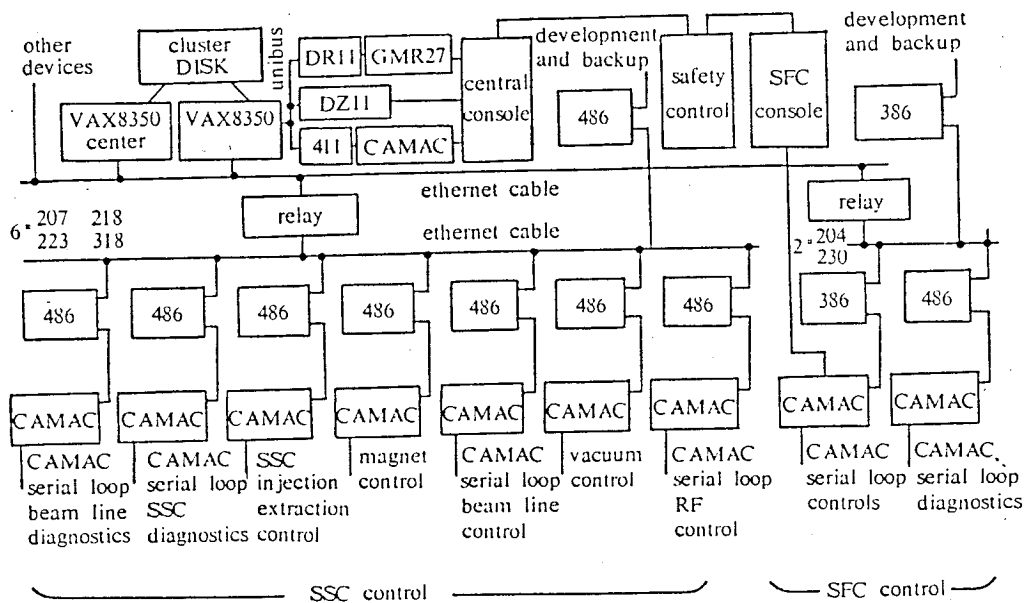 other
devices
cluster
DISK
unibus
DR11
GMR27
DZ11
411
CAMAC
central
console
development
and backup
486
safety
control
SFC
console
development
and backup
386
VAX8350
center
VAX8350
ethernet cable
relay
relay
6 * 207 218
223 318
ethernet cable
2 * 204
230
486
486
486
486
486
486
486
386
486
CAMAC
CAMAC
CAMAC
CAMAC
CAMAC
CAMAC
CAMAC
CAMAC
CAMAC
CAMAC
serial loop
beam line
diagnostics
CAMAC
serial loop
SSC
diagnostics
SSC
injection
extraction
control
magnet
control
CAMAC
serial loop
beam line
control
vacuum
control
CAMAC
serial loop
RF control
CAMAC
serial loop
controls
CAMAC
serial loop
diagnostics
SSC control
SFC control